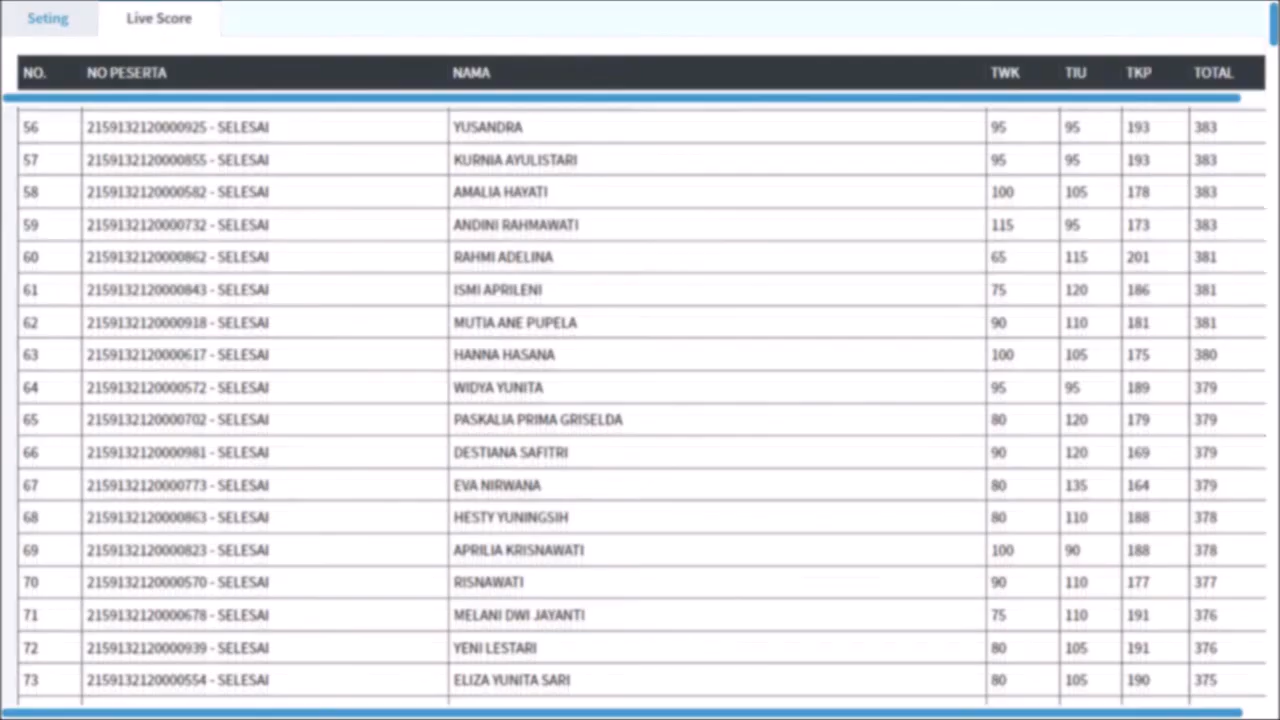 Seting Live Score
NO. NO PESERTA NAMA TWK TIU TKP TOTAL
56 2159132120000925 - SELESAI YUSANDRA 95 95 193 383
57 2159132120000855 - SELESAI KURNIA AYULISTARI 95 95 193 383
58 2159132120000582 - SELESAI AMALIA HAYATI 100 105 178 383
59 2159132120000732 - SELESAI ANDINI RAHMAWATI 115 95 173 383
60 2159132120000862 - SELESAI RAHMI ADELINA 65 115 201 381
61 2159132120000843 - SELESAI ISMI APRILENI 75 120 186 381
62 2159132120000918 - SELESAI MUTIA ANE PUPELA 90 110 181 381
63 2159132120000617 - SELESAI HANNA HASANA 100 105 175 380
64 2159132120000572 - SELESAI WIDYA YUNITA 95 95 189 379
65 2159132120000702 - SELESAI PASKALIA PRIMA GRISELDA 80 120 179 379
66 2159132120000981 - SELESAI DESTIANA SAFITRI 90 120 169 379
67 2159132120000773 - SELESAI EVA NIRWANA 80 135 164 379
68 2159132120000863 - SELESAI HESTY YUNINGSIH 80 110 188 378
69 2159132120000823 - SELESAI APRILIA KRISNAWATI 100 90 188 378
70 2159132120000570 - SELESAI RISNAWATI 90 110 177 377
71 2159132120000678 - SELESAI MELANI DWI JAYANTI 75 110 191 376
72 2159132120000939 - SELESAI YENI LESTARI 80 105 191 376
73 2159132120000554 - SELESAI ELIZA YUNITA SARI 80 105 190 375